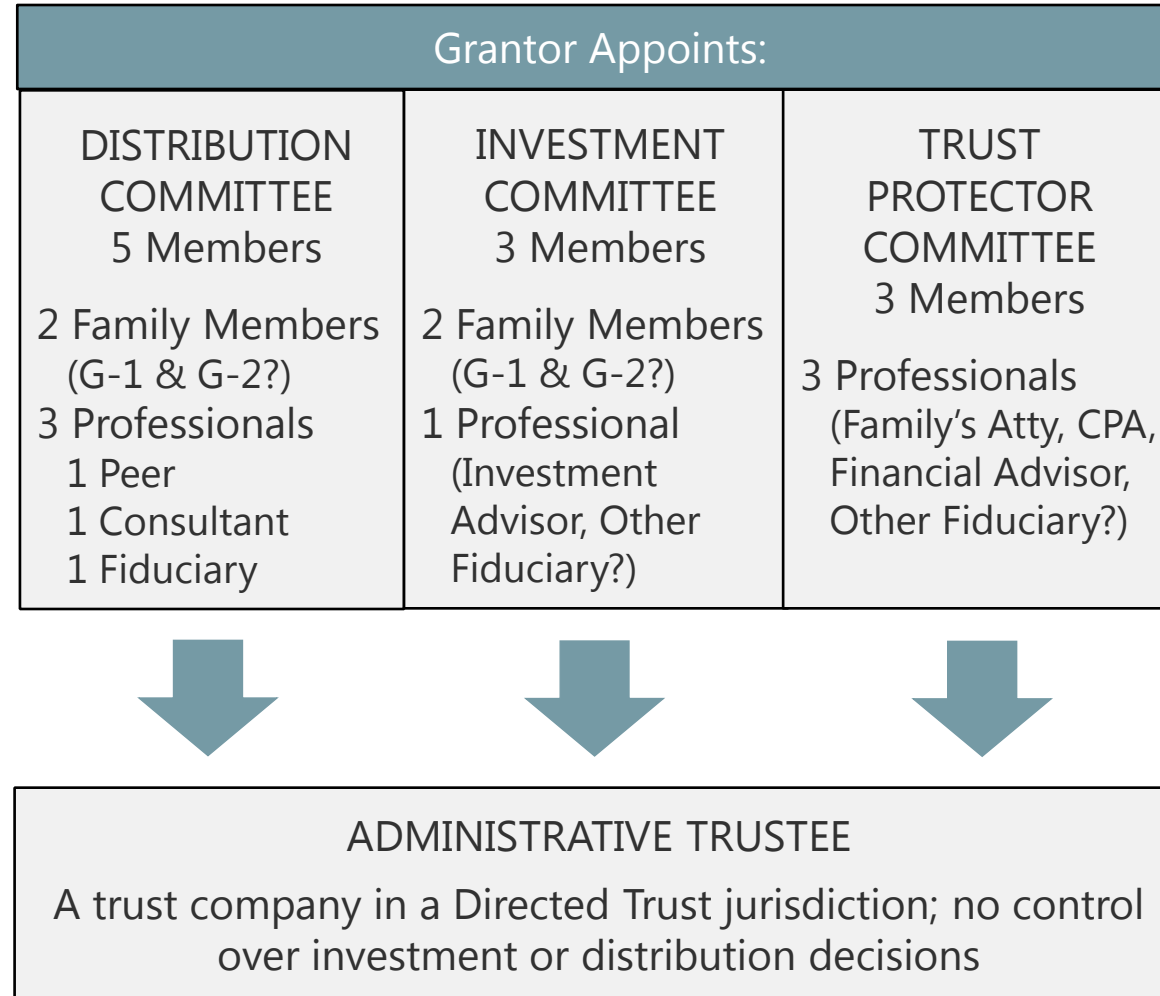 Grantor Appoints:
DISTRIBUTION
COMMITTEE
5 Members
2 Family Members
(G-1 & G-2?)
3 Professionals
1 Peer
1 Consultant
1 Fiduciary
INVESTMENT
COMMITTEE
3 Members
2 Family Members
(G-1 & G-2?)
1 Professional
(Investment
Advisor, Other
Fiduciary?)
TRUST
PROTECTOR
COMMITTEE
3 Members
3 Professionals
(Family’s Atty, CPA,
Financial Advisor,
Other Fiduciary?)
ADMINISTRATIVE TRUSTEE
A trust company in a Directed Trust jurisdiction; no control
over investment or distribution decisions